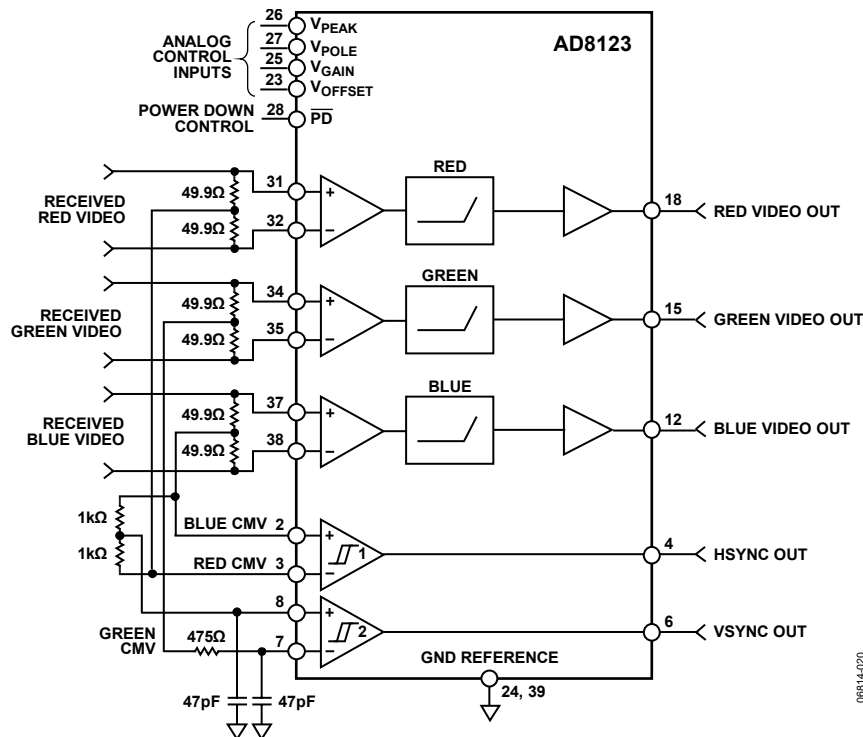 AD8123
ANALOG
CONTROL
INPUTS
26 VPEAK
27 VPOLE
25 VGAIN
23 VOFFSET
POWER DOWN
CONTROL
28 PD
RECEIVED
RED VIDEO
49.9Ω
49.9Ω
31 +
32 −
RED
18 RED VIDEO OUT
RECEIVED
GREEN VIDEO
49.9Ω
49.9Ω
34 +
35 −
GREEN
15 GREEN VIDEO OUT
RECEIVED
BLUE VIDEO
49.9Ω
49.9Ω
37 +
38 −
BLUE
12 BLUE VIDEO OUT
1kΩ
1kΩ
BLUE CMV 2 +
RED CMV 3 −
1
4 HSYNC OUT
8 +
GREEN
CMV
475Ω
7 −
2
6 VSYNC OUT
47pF
47pF
GND REFERENCE
24, 39
06814-020